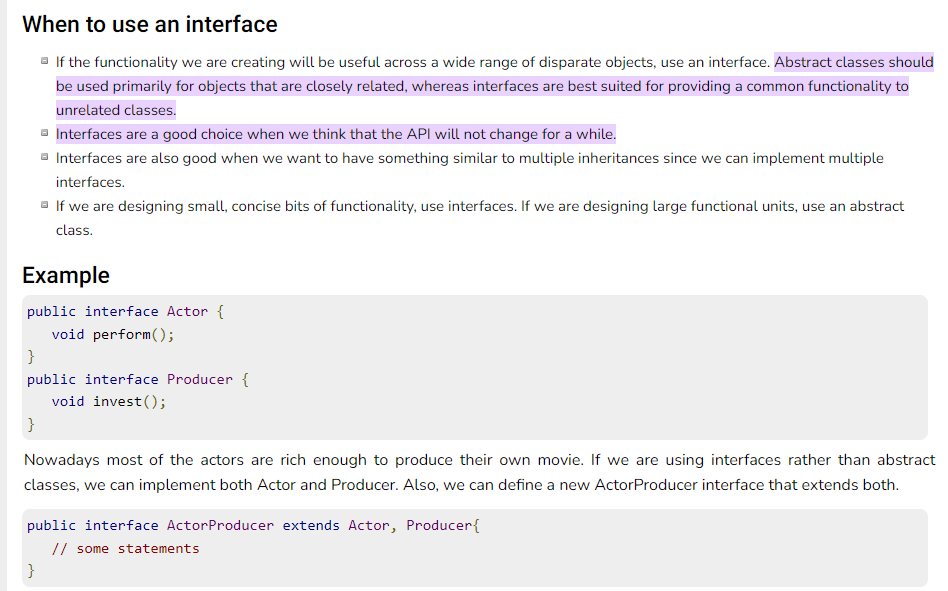 When to use an interface
If the functionality we are creating will be useful across a wide range of disparate objects, use an interface. Abstract classes should
be used primarily for objects that are closely related, whereas interfaces are best suited for providing a common functionality to
unrelated classes.
Interfaces are a good choice when we think that the API will not change for a while.
Interfaces are also good when we want to have something similar to multiple inheritances since we can implement multiple
interfaces.
If we are designing small, concise bits of functionality, use interfaces. If we are designing large functional units, use an abstract
class.
Example
public interface Actor {
   void perform();
}
public interface Producer {
   void invest();
}
Nowadays most of the actors are rich enough to produce their own movie. If we are using interfaces rather than abstract
classes, we can implement both Actor and Producer. Also, we can define a new ActorProducer interface that extends both.
public interface ActorProducer extends Actor, Producer{
   // some statements
}